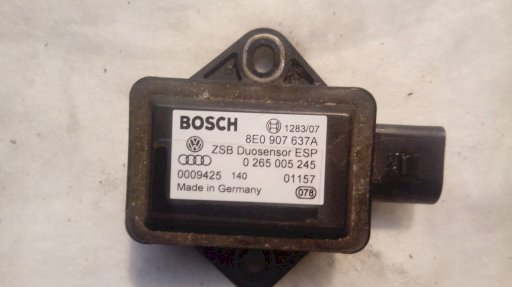 BOSCH 1283/07
8E0 907 637A
ZSB Duosensor ESP
0 265 005 245
0009425 140 01157
Made in Germany 078